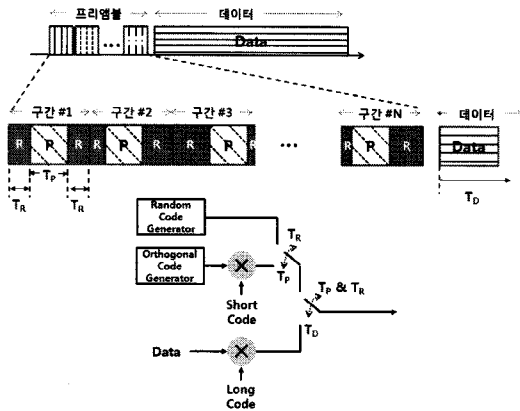 프리앰블
데이터
Data
구간 #1
구간 #2
구간 #3
구간 #N
데이터
R P R R P R R P R
R P R
Data
T_R
T_P
T_R
T_D
Random
Code
Generator
T_R
Orthogonal
Code
Generator
T_P
T_P & T_R
Short
Code
T_D
Data
Long
Code